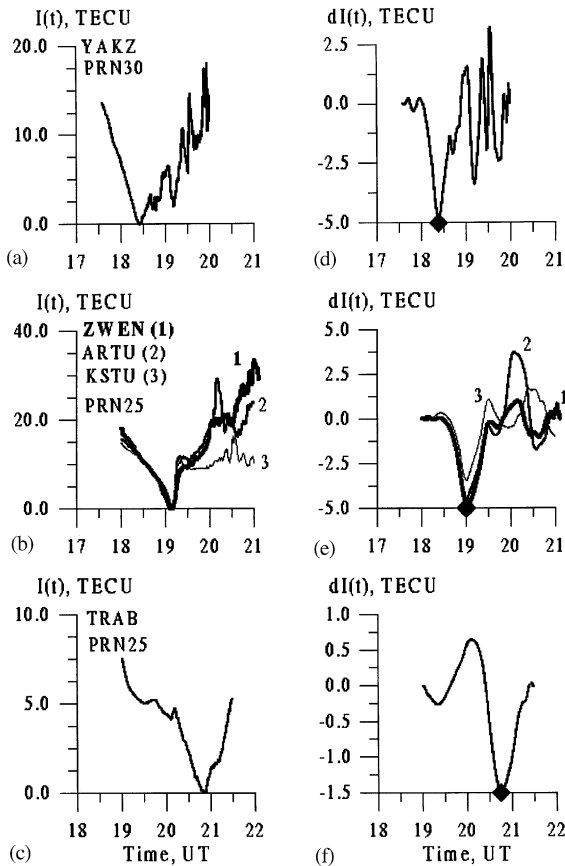 I(t), TECU
20.0
10.0
0.0
YAKZ
PRN30
(a)
17 18 19 20 21
dI(t), TECU
2.5
0.0
-2.5
-5.0
(d)
17 18 19 20 21
I(t), TECU
40.0
20.0
0.0
ZWEN (1)
ARTU (2)
KSTU (3)
PRN25
1
2
3
(b)
17 18 19 20 21
dI(t), TECU
5.0
2.5
0.0
-2.5
-5.0
2
3
1
(e)
17 18 19 20 21
I(t), TECU
10.0
5.0
0.0
TRAB
PRN25
(c)
18 19 20 21 22
Time, UT
dI(t), TECU
1.0
0.5
0.0
-0.5
-1.0
-1.5
(f)
18 19 20 21 22
Time, UT